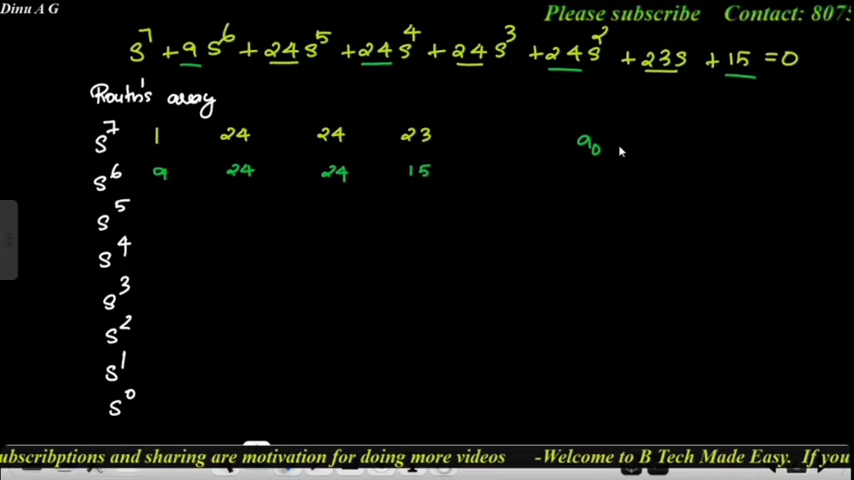 Dinu A G
Please subscribe Contact: 8075
s⁷ + 9s⁶ + 24s⁵ + 24s⁴ + 24s³ + 24s² + 23s + 15 = 0
Routh's array
s⁷ 1 24 24 23 a₀
s⁶ 9 24 24 15
s⁵
s⁴
s³
s²
s¹
s⁰
ubscribptions and sharing are motivation for doing more videos -Welcome to B Tech Made Easy. If you